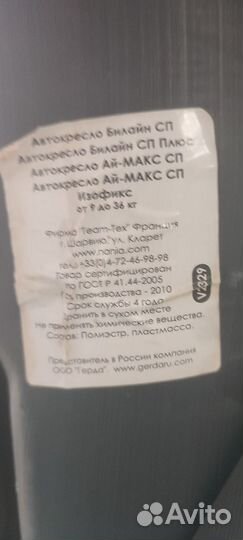 Автокресло Билайн СП
Автокресло Билайн СП Плюс
Автокресло Ай-МАКС СП
Автокресло Ай-МАКС СП
Изофикс
от 9 до 36 кг
Фирма "Team-Tex" Франция
г. Шарвио ул. Кларет
www.nania.com
тел. +33(0)4-72-46-98-98
Товар сертифицирован
по ГОСТ Р 41.44-2005
Год производства - 2010
Срок службы 4 года
Хранить в сухом месте
Не применять химические вещества.
Состав: Полиэстр, пластмасса.
Представитель в России компания
ООО "Герда". www.gerdaru.com
V2329
Avito